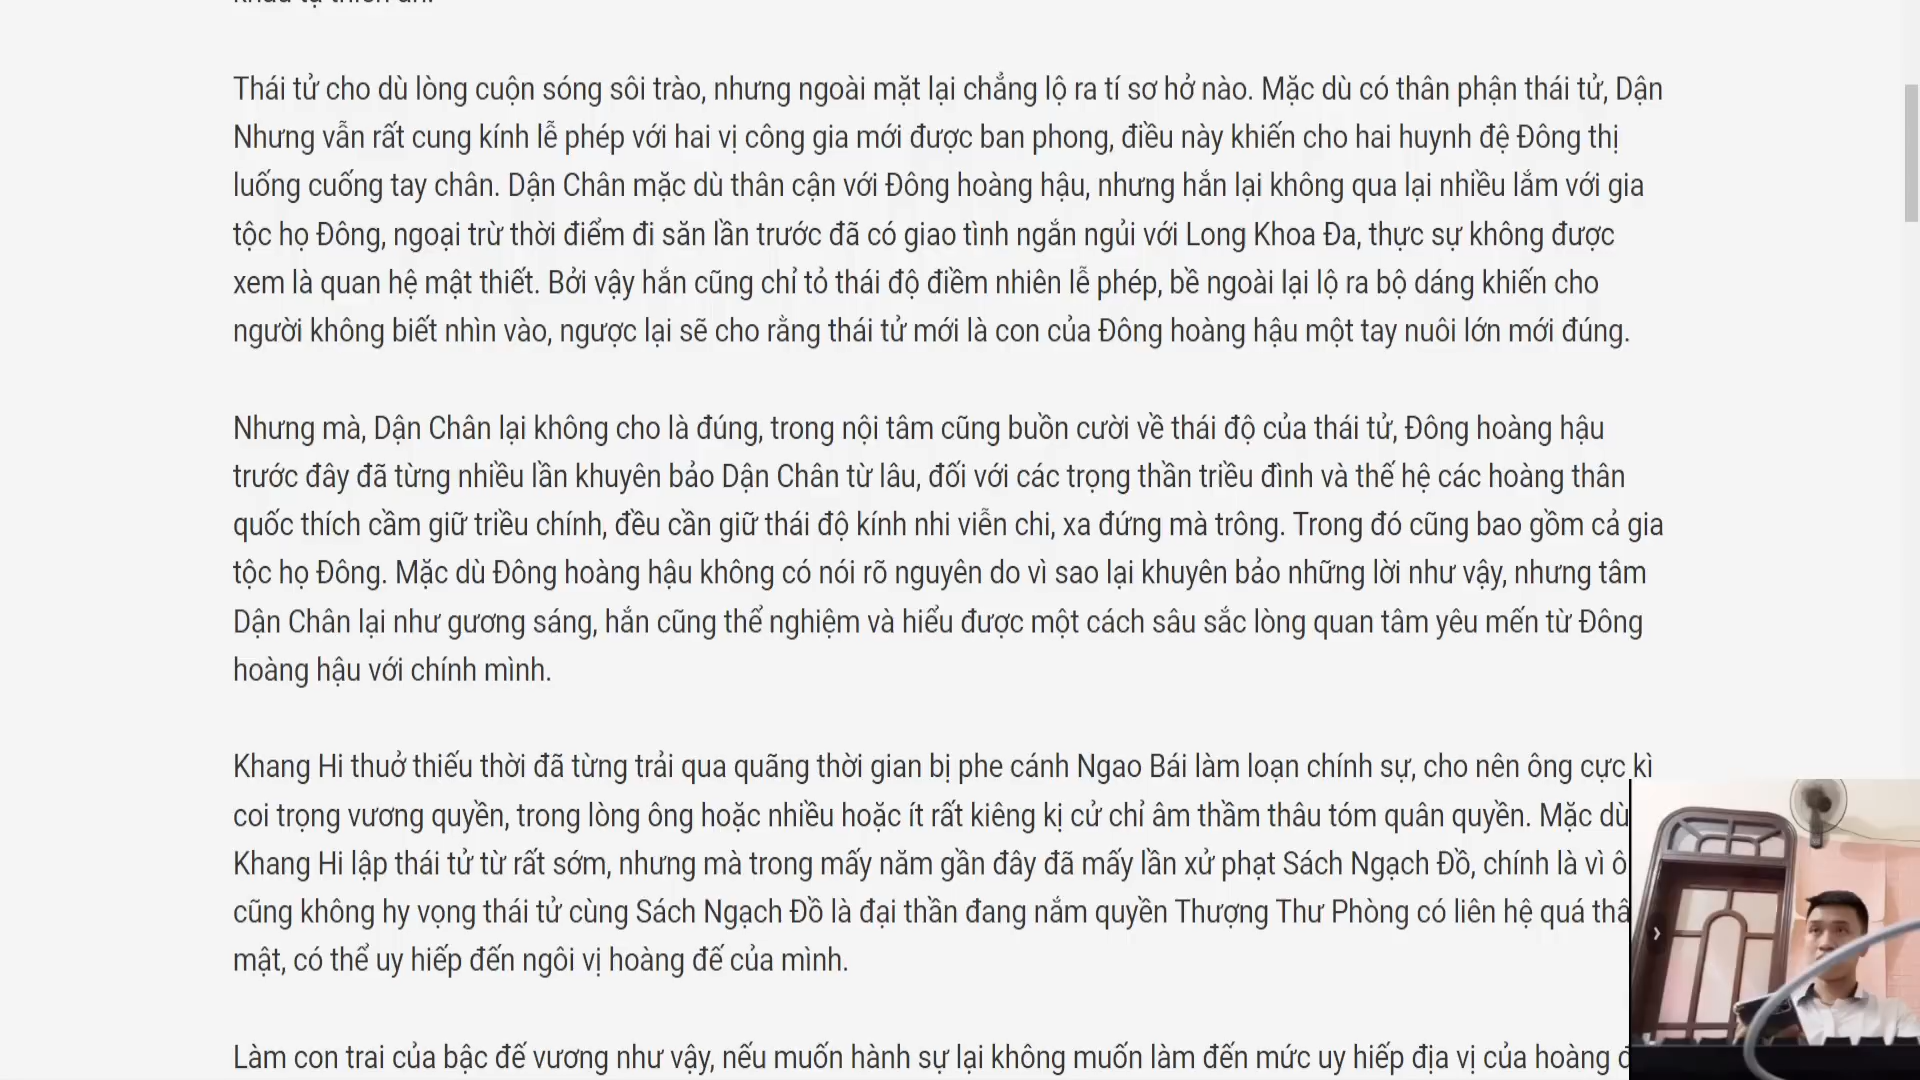 Thái tử cho dù lòng cuộn sóng sôi trào, nhưng ngoài mặt lại chẳng lộ ra tí sơ hở nào. Mặc dù có thân phận thái tử, Dận
Nhưng vẫn rất cung kính lễ phép với hai vị công gia mới được ban phong, điều này khiến cho hai huynh đệ Đông thị
luống cuống tay chân. Dận Chân mặc dù thân cận với Đông hoàng hậu, nhưng hắn lại không qua lại nhiều lắm với gia
tộc họ Đông, ngoại trừ thời điểm đi săn lần trước đã có giao tình ngắn ngủi với Long Khoa Đa, thực sự không được
xem là quan hệ mật thiết. Bởi vậy hắn cũng chỉ tỏ thái độ điềm nhiên lễ phép, bề ngoài lại lộ ra bộ dáng khiến cho
người không biết nhìn vào, ngược lại sẽ cho rằng thái tử mới là con của Đông hoàng hậu một tay nuôi lớn mới đúng.
Nhưng mà, Dận Chân lại không cho là đúng, trong nội tâm cũng buồn cười về thái độ của thái tử, Đông hoàng hậu
trước đây đã từng nhiều lần khuyên bảo Dận Chân từ lâu, đối với các trọng thần triều đình và thế hệ các hoàng thân
quốc thích cầm giữ triều chính, đều cần giữ thái độ kính nhi viễn chi, xa đứng mà trông. Trong đó cũng bao gồm cả gia
tộc họ Đông. Mặc dù Đông hoàng hậu không có nói rõ nguyên do vì sao lại khuyên bảo những lời như vậy, nhưng tâm
Dận Chân lại như gương sáng, hắn cũng thể nghiệm và hiểu được một cách sâu sắc lòng quan tâm yêu mến từ Đông
hoàng hậu với chính mình.
Khang Hi thuở thiếu thời đã từng trải qua quãng thời gian bị phe cánh Ngao Bái làm loạn chính sự, cho nên ông cực kì
coi trọng vương quyền, trong lòng ông hoặc nhiều hoặc ít rất kiêng kị cử chỉ âm thầm thâu tóm quân quyền. Mặc dù
Khang Hi lập thái tử từ rất sớm, nhưng mà trong mấy năm gần đây đã mấy lần xử phạt Sách Ngạch Đồ, chính là vì
cũng không hy vọng thái tử cùng Sách Ngạch Đồ là đại thần đang nắm quyền Thượng Thư Phòng có liên hệ quá
mật, có thể uy hiếp đến ngôi vị hoàng đế của mình.
Làm con trai của bậc đế vương như vậy, nếu muốn hành sự lại không muốn làm đến mức uy hiếp địa vị của hoàng